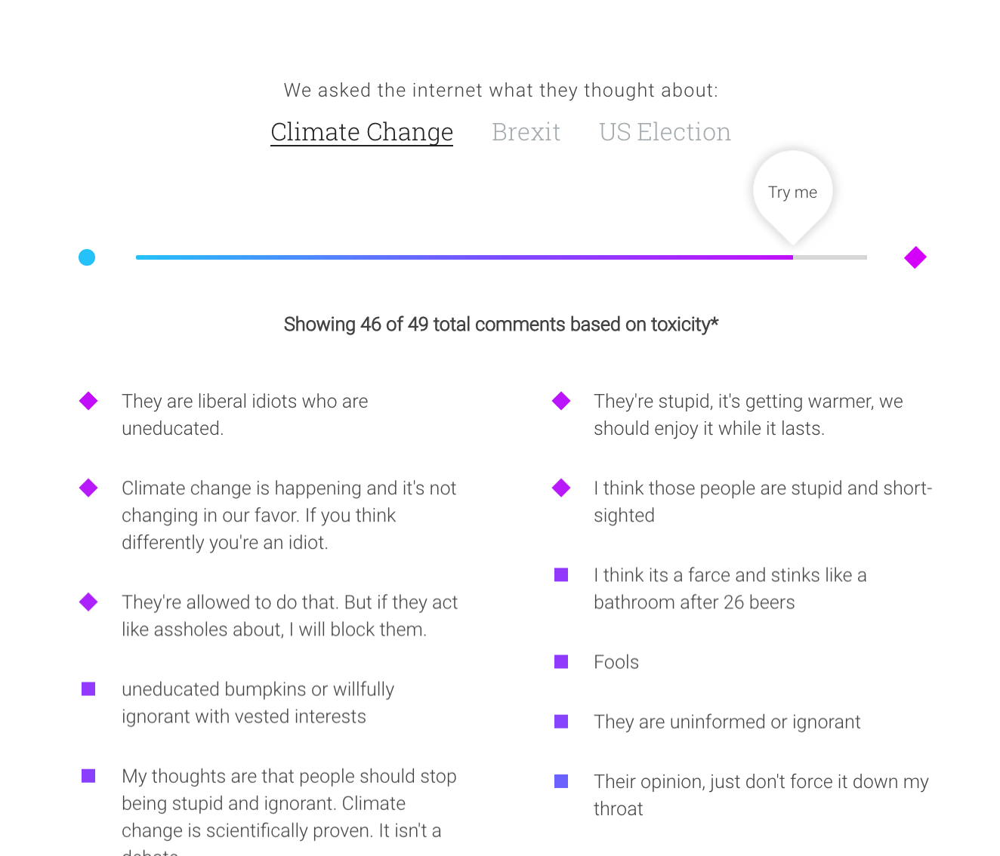 We asked the internet what they thought about:
Climate Change Brexit US Election
Try me
Showing 46 of 49 total comments based on toxicity*
They are liberal idiots who are
uneducated.
Climate change is happening and it's not
changing in our favor. If you think
differently you're an idiot.
They're allowed to do that. But if they act
like assholes about, I will block them.
uneducated bumpkins or willfully
ignorant with vested interests
My thoughts are that people should stop
being stupid and ignorant. Climate
change is scientifically proven. It isn't a
debate.
They're stupid, it's getting warmer, we
should enjoy it while it lasts.
I think those people are stupid and short-
sighted
I think its a farce and stinks like a
bathroom after 26 beers
Fools
They are uninformed or ignorant
Their opinion, just don't force it down my
throat